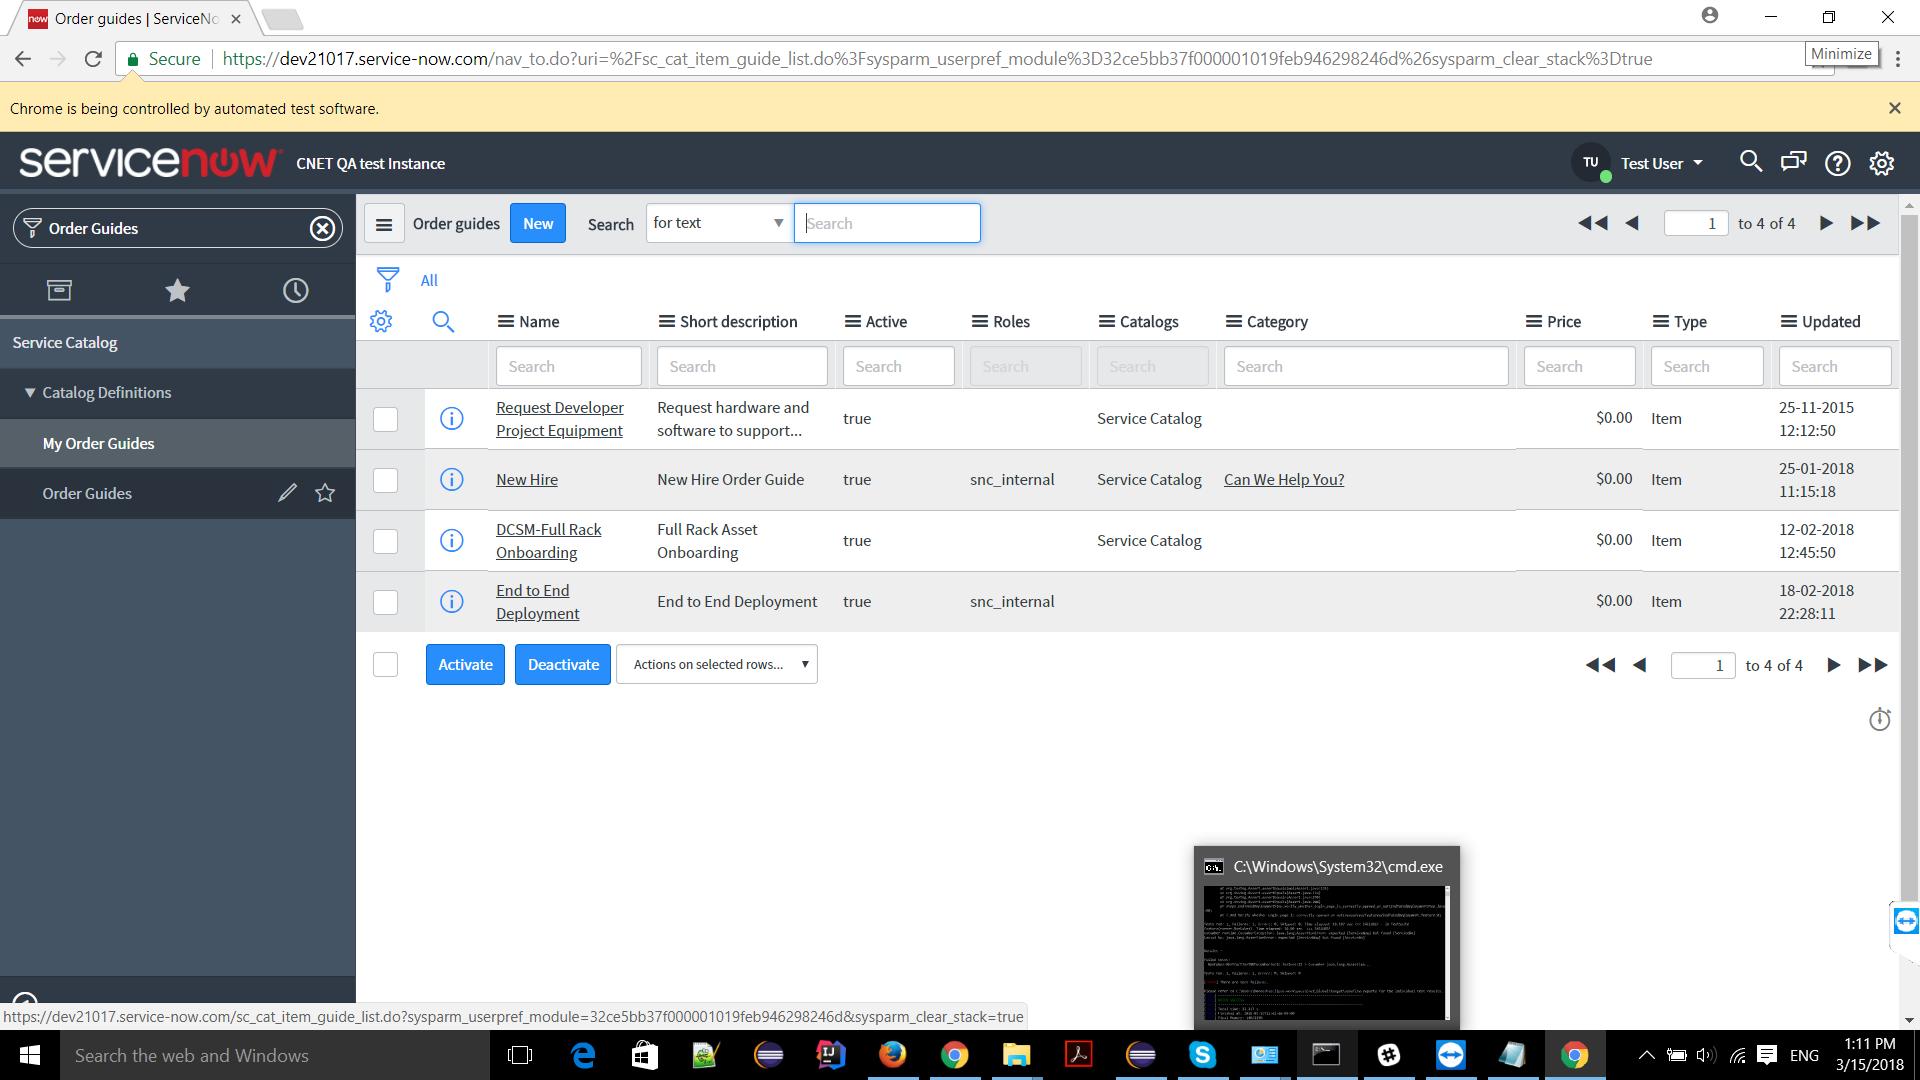 Order guides | ServiceNo
Secure
https://dev21017.service-now.com/nav_to.do?uri=%2Fsc_cat_item_guide_list.do%3Fsysparm_userpref_module%3D32ce5bb37f000001019feb946298246d%26sysparm_clear_stack%3Dtrue
Minimize
Chrome is being controlled by automated test software.
servicenow CNET QA test Instance
TU Test User
Order Guides
Order guides New Search for text Search
1 to 4 of 4
All
Service Catalog
Catalog Definitions
My Order Guides
Order Guides
Name Short description Active Roles Catalogs Category Price Type Updated
Search Search Search Search Search Search Search Search Search
Request Developer Project Equipment Request hardware and software to support... true Service Catalog $0.00 Item 25-11-2015 12:12:50
New Hire New Hire Order Guide true snc_internal Service Catalog Can We Help You? $0.00 Item 25-01-2018 11:15:18
DCSM-Full Rack Onboarding Full Rack Asset Onboarding true Service Catalog $0.00 Item 12-02-2018 12:45:50
End to End Deployment End to End Deployment true snc_internal $0.00 Item 18-02-2018 22:28:11
Activate Deactivate Actions on selected rows...
1 to 4 of 4
C:\Windows\System32\cmd.exe
https://dev21017.service-now.com/sc_cat_item_guide_list.do?sysparm_userpref_module=32ce5bb37f000001019feb946298246d&sysparm_clear_stack=true
Search the web and Windows
ENG
1:11 PM
3/15/2018